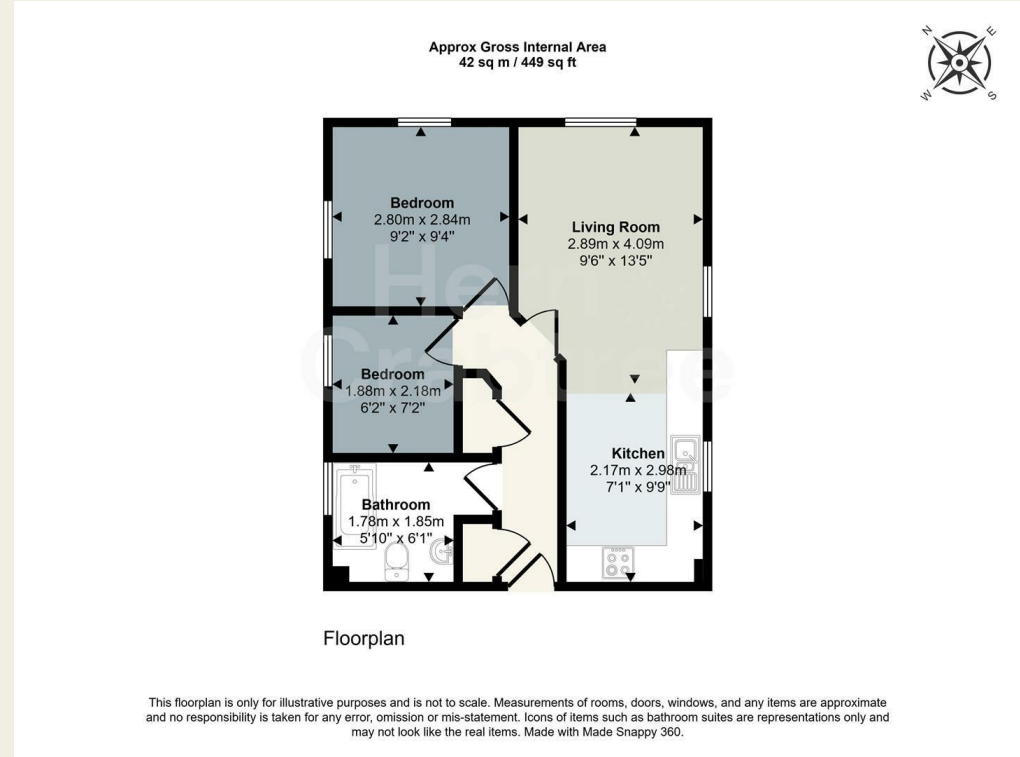 Approx Gross Internal Area
42 sq m / 449 sq ft
N
E
W
S
Bedroom
2.80m x 2.84m
9'2" x 9'4"
Living Room
2.89m x 4.09m
9'6" x 13'5"
Hern
Crabtree
Bedroom
1.88m x 2.18m
6'2" x 7'2"
Kitchen
2.17m x 2.98m
7'1" x 9'9"
Bathroom
1.78m x 1.85m
5'10" x 6'1"
Floorplan
This floorplan is only for illustrative purposes and is not to scale. Measurements of rooms, doors, windows, and any items are approximate
and no responsibility is taken for any error, omission or mis-statement. Icons of items such as bathroom suites are representations only and
may not look like the real items. Made with Made Snappy 360.